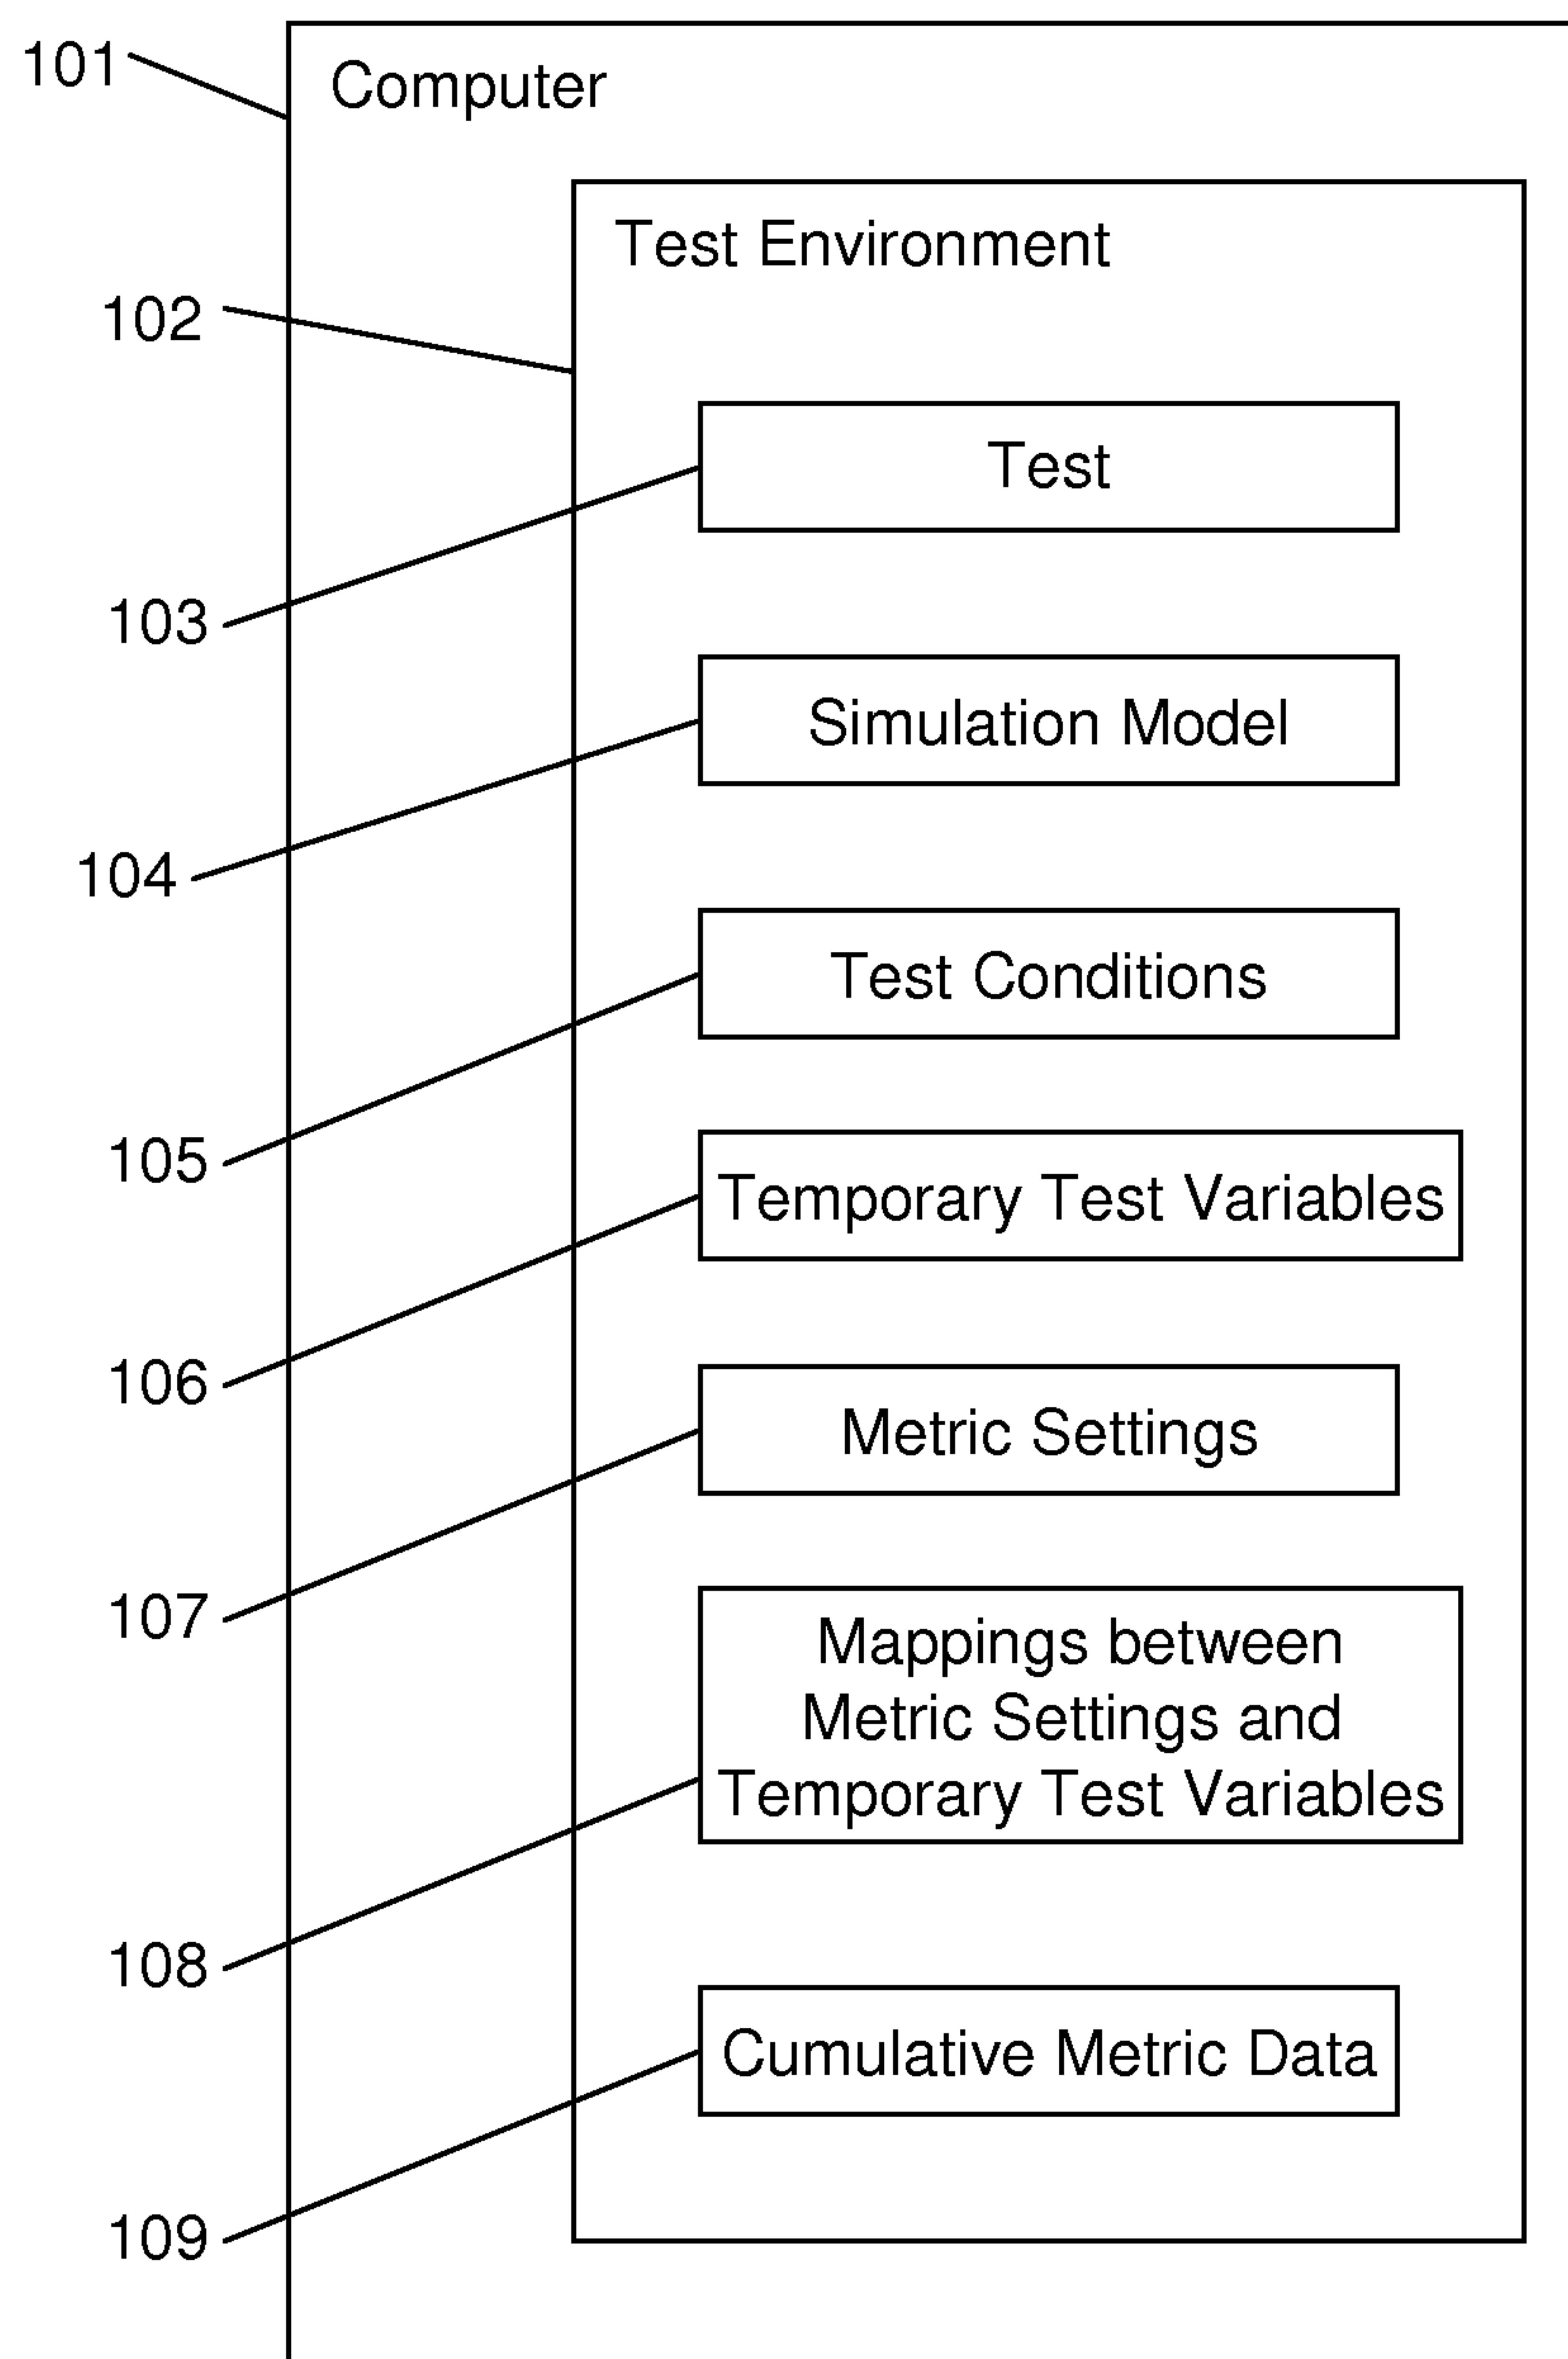 101
Computer
Test Environment
102
Test
103
Simulation Model
104
Test Conditions
105
Temporary Test Variables
106
Metric Settings
107
Mappings between
Metric Settings and
Temporary Test Variables
108
Cumulative Metric Data
109